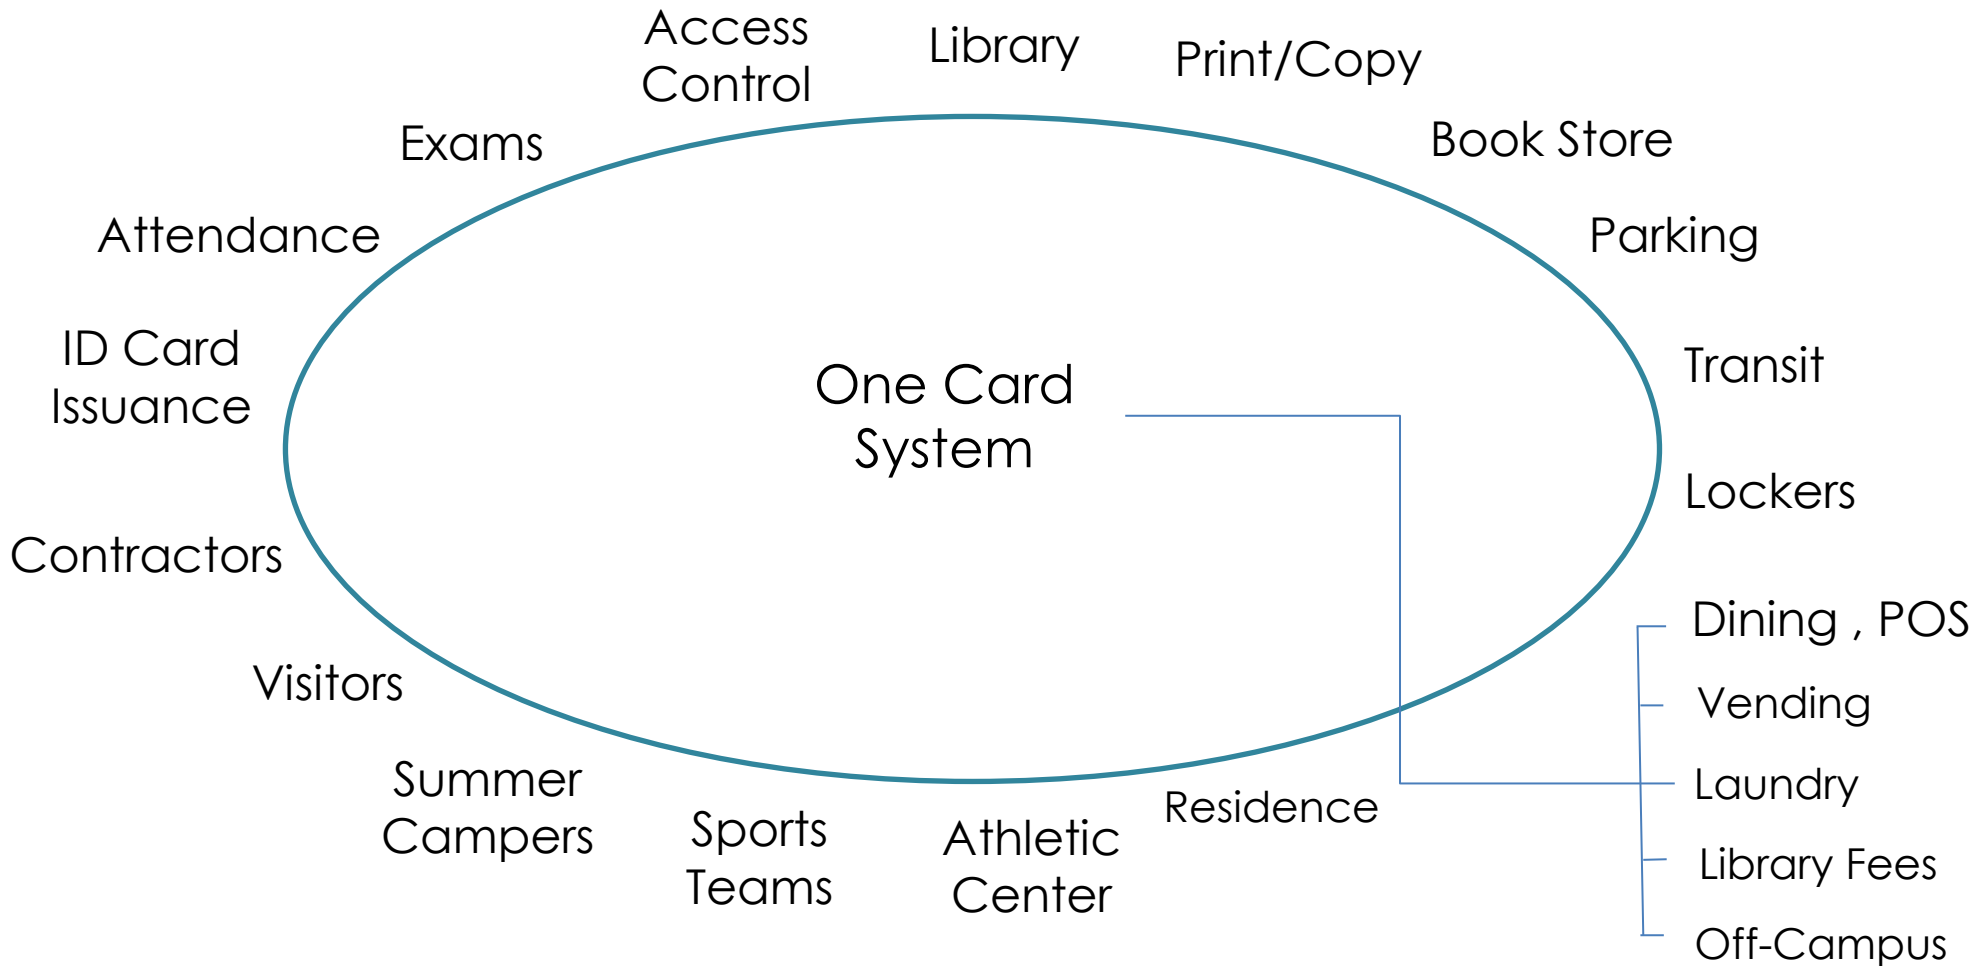 Access
Control
Library
Print/Copy
Exams
Book Store
Attendance
Parking
ID Card
Issuance
One Card
System
Transit
Lockers
Contractors
Dining , POS
Visitors
Vending
Summer
Campers
Laundry
Residence
Sports
Teams
Athletic
Center
Library Fees
Off-Campus